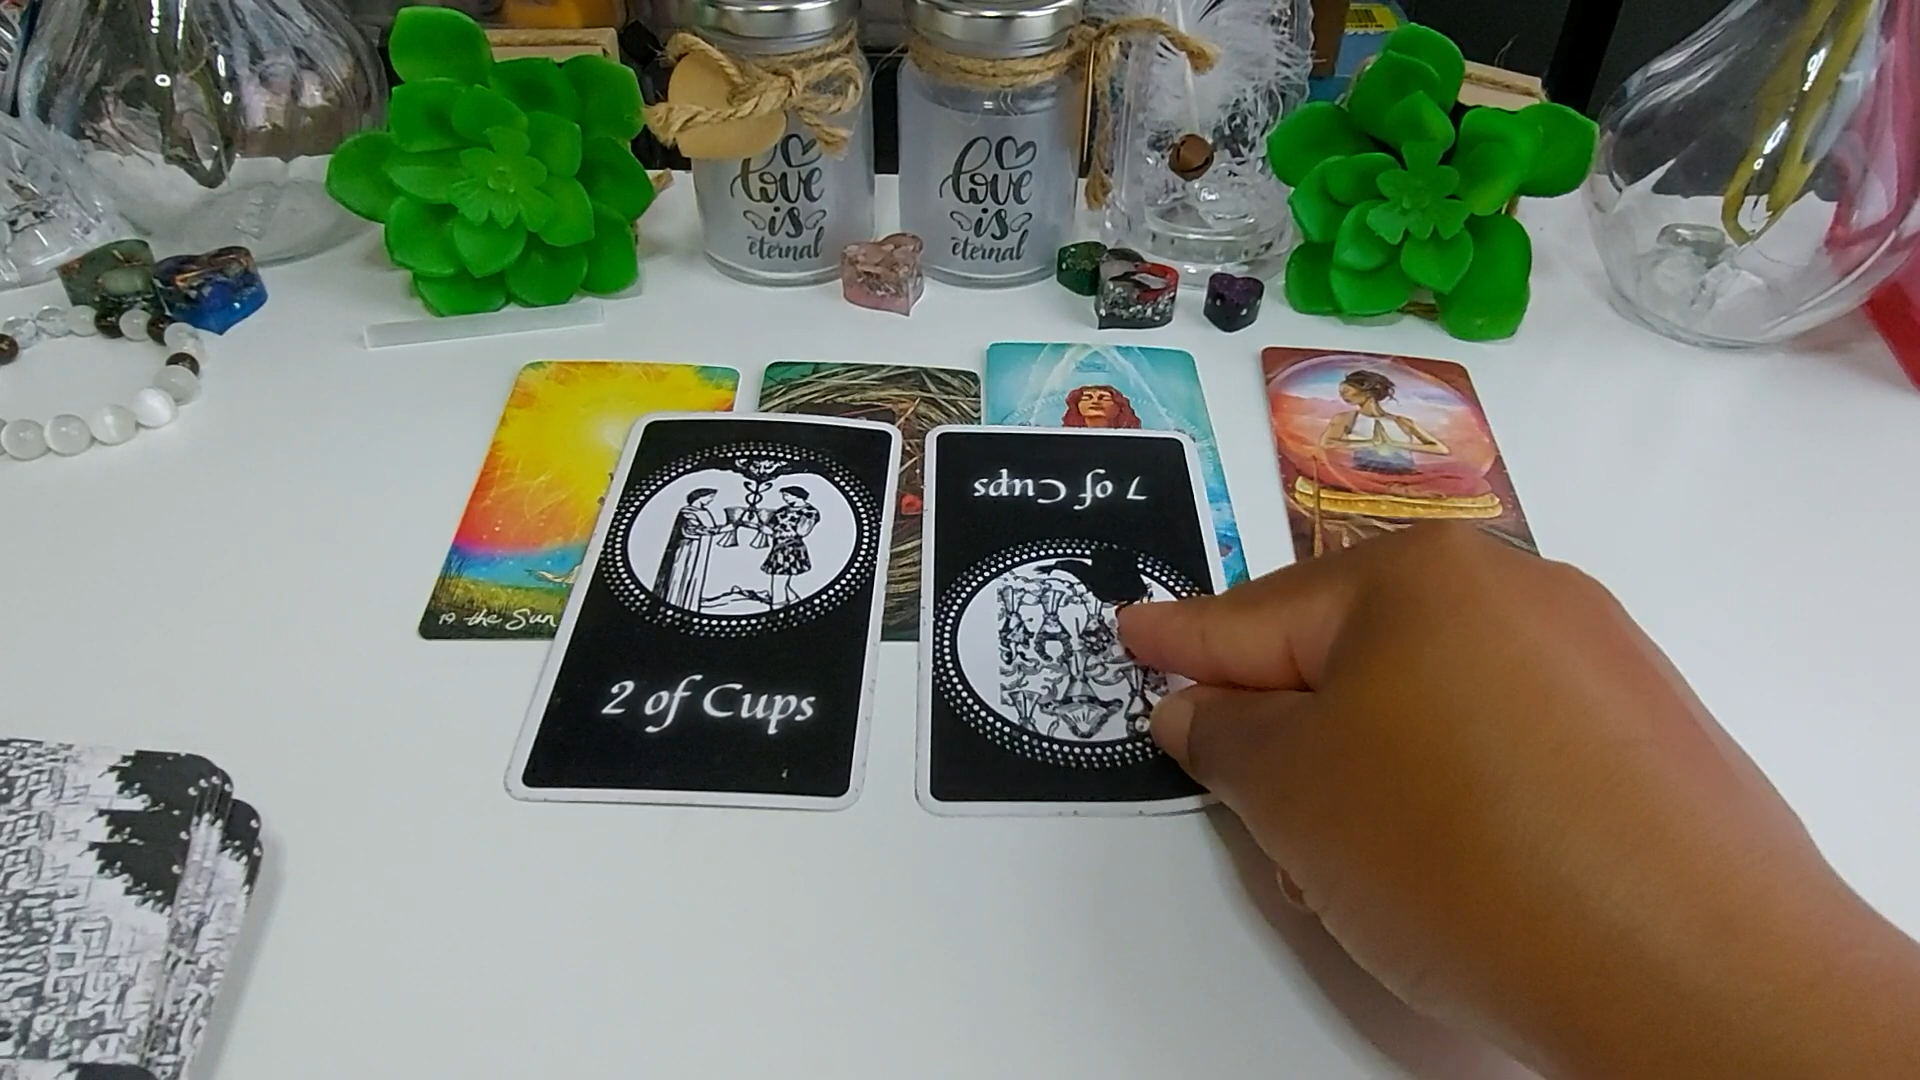 love
is
eternal
love
is
eternal
19 the Sun
2 of Cups
7 of Cups